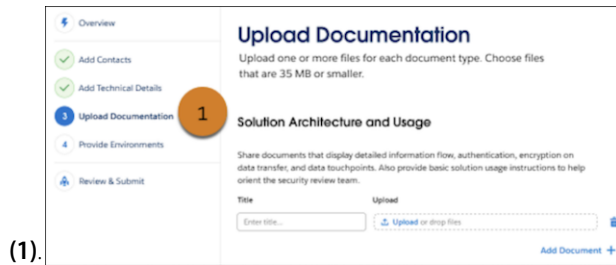 Overview
Add Contacts
Add Technical Details
3 Upload Documentation
4 Provide Environments
Review & Submit
1
Upload Documentation
Upload one or more files for each document type. Choose files
that are 35 MB or smaller.
Solution Architecture and Usage
Share documents that display detailed information flow, authentication, encryption on
data transfer, and data touchpoints. Also provide basic solution usage instructions to help
orient the security review team.
Title Upload
Enter title... Upload or drop files
Add Document +
(1).